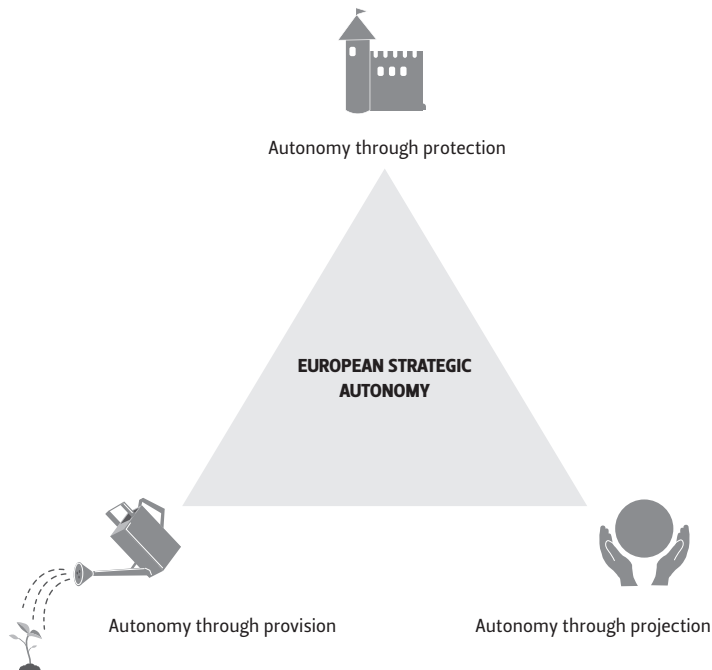 Autonomy through protection
EUROPEAN STRATEGIC
AUTONOMY
Autonomy through provision
Autonomy through projection